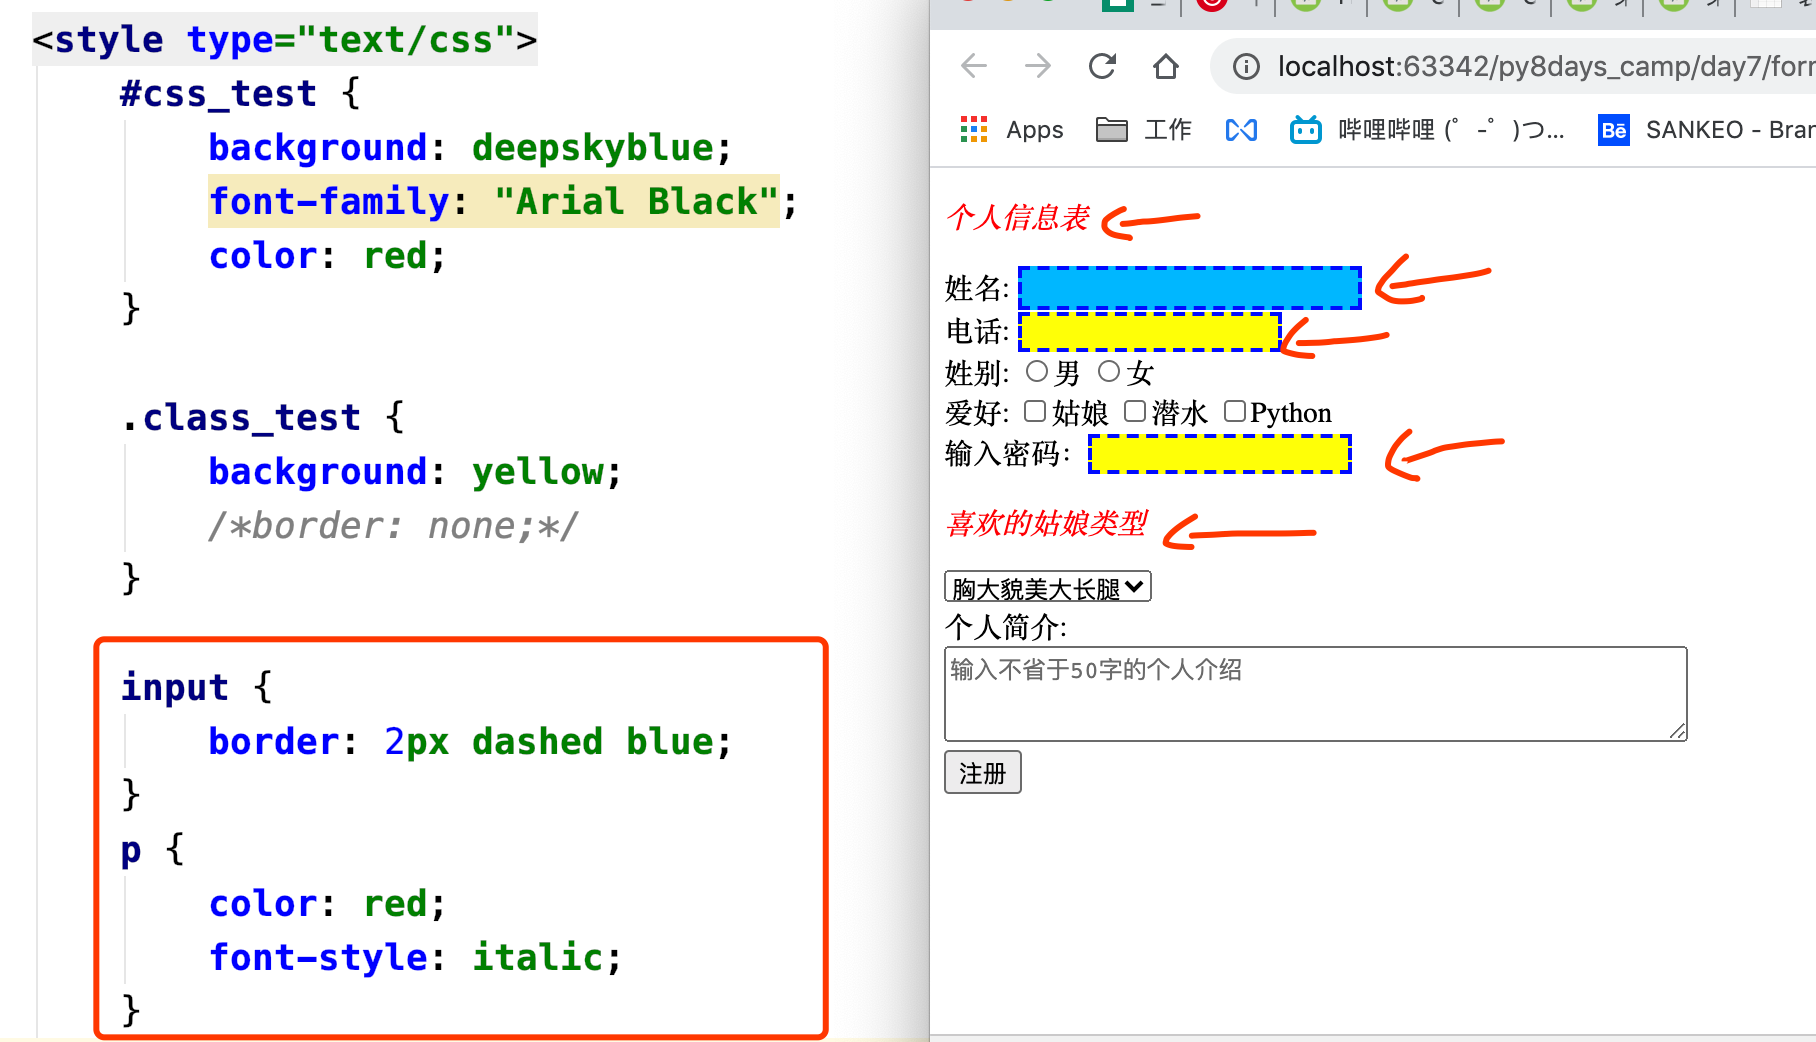 <style type="text/css">
#css_test {
background: deepskyblue;
font-family: "Arial Black";
color: red;
}
.class_test {
background: yellow;
/*border: none;*/
}
input {
border: 2px dashed blue;
}
p {
color: red;
font-style: italic;
}
localhost:63342/py8days_camp/day7/for
Apps 工作 哔哩哔哩 (゜-゜)つ... Bē SANKEO - Bran
个人信息表
姓名:
电话:
姓别: 男 女
爱好: 姑娘 潜水 Python
输入密码：
喜欢的姑娘类型
胸大貌美大长腿
个人简介:
输入不省于50字的个人介绍
注册